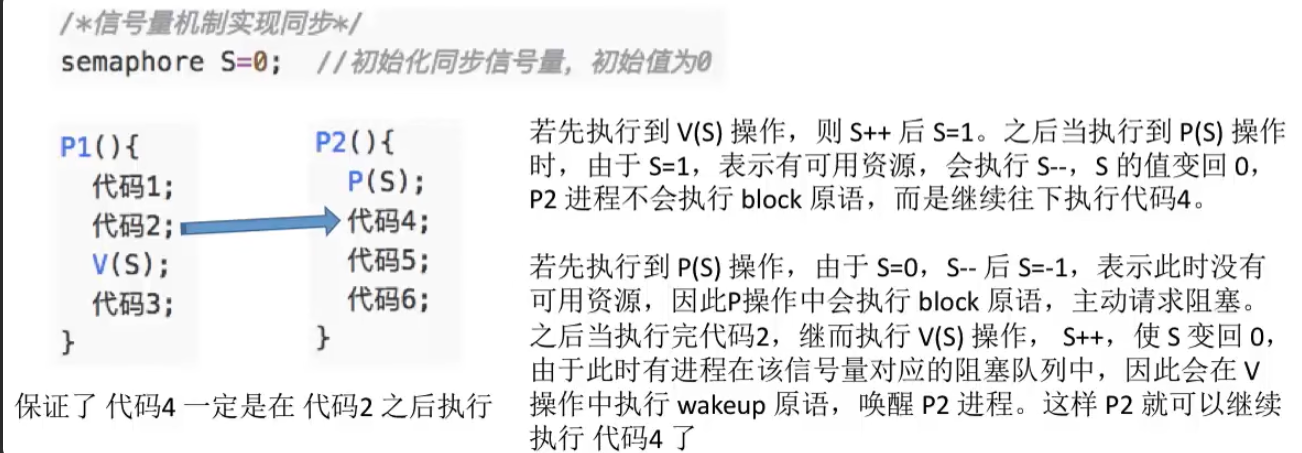 /*信号量机制实现同步*/
semaphore S=0;  //初始化同步信号量，初始值为0
P1(){
代码1;
代码2;
V(S);
代码3;
}
P2(){
P(S);
代码4;
代码5;
代码6;
}
保证了 代码4 一定是在 代码2 之后执行
若先执行到 V(S) 操作，则 S++ 后 S=1。之后当执行到 P(S) 操作
时，由于 S=1，表示有可用资源，会执行 S--，S 的值变回 0，
P2 进程不会执行 block 原语，而是继续往下执行代码4。
若先执行到 P(S) 操作，由于 S=0，S-- 后 S=-1，表示此时没有
可用资源，因此P操作中会执行 block 原语，主动请求阻塞。
之后当执行完代码2，继而执行 V(S) 操作， S++，使 S 变回 0，
由于此时有进程在该信号量对应的阻塞队列中，因此会在 V
操作中执行 wakeup 原语，唤醒 P2 进程。这样 P2 就可以继续
执行 代码4 了